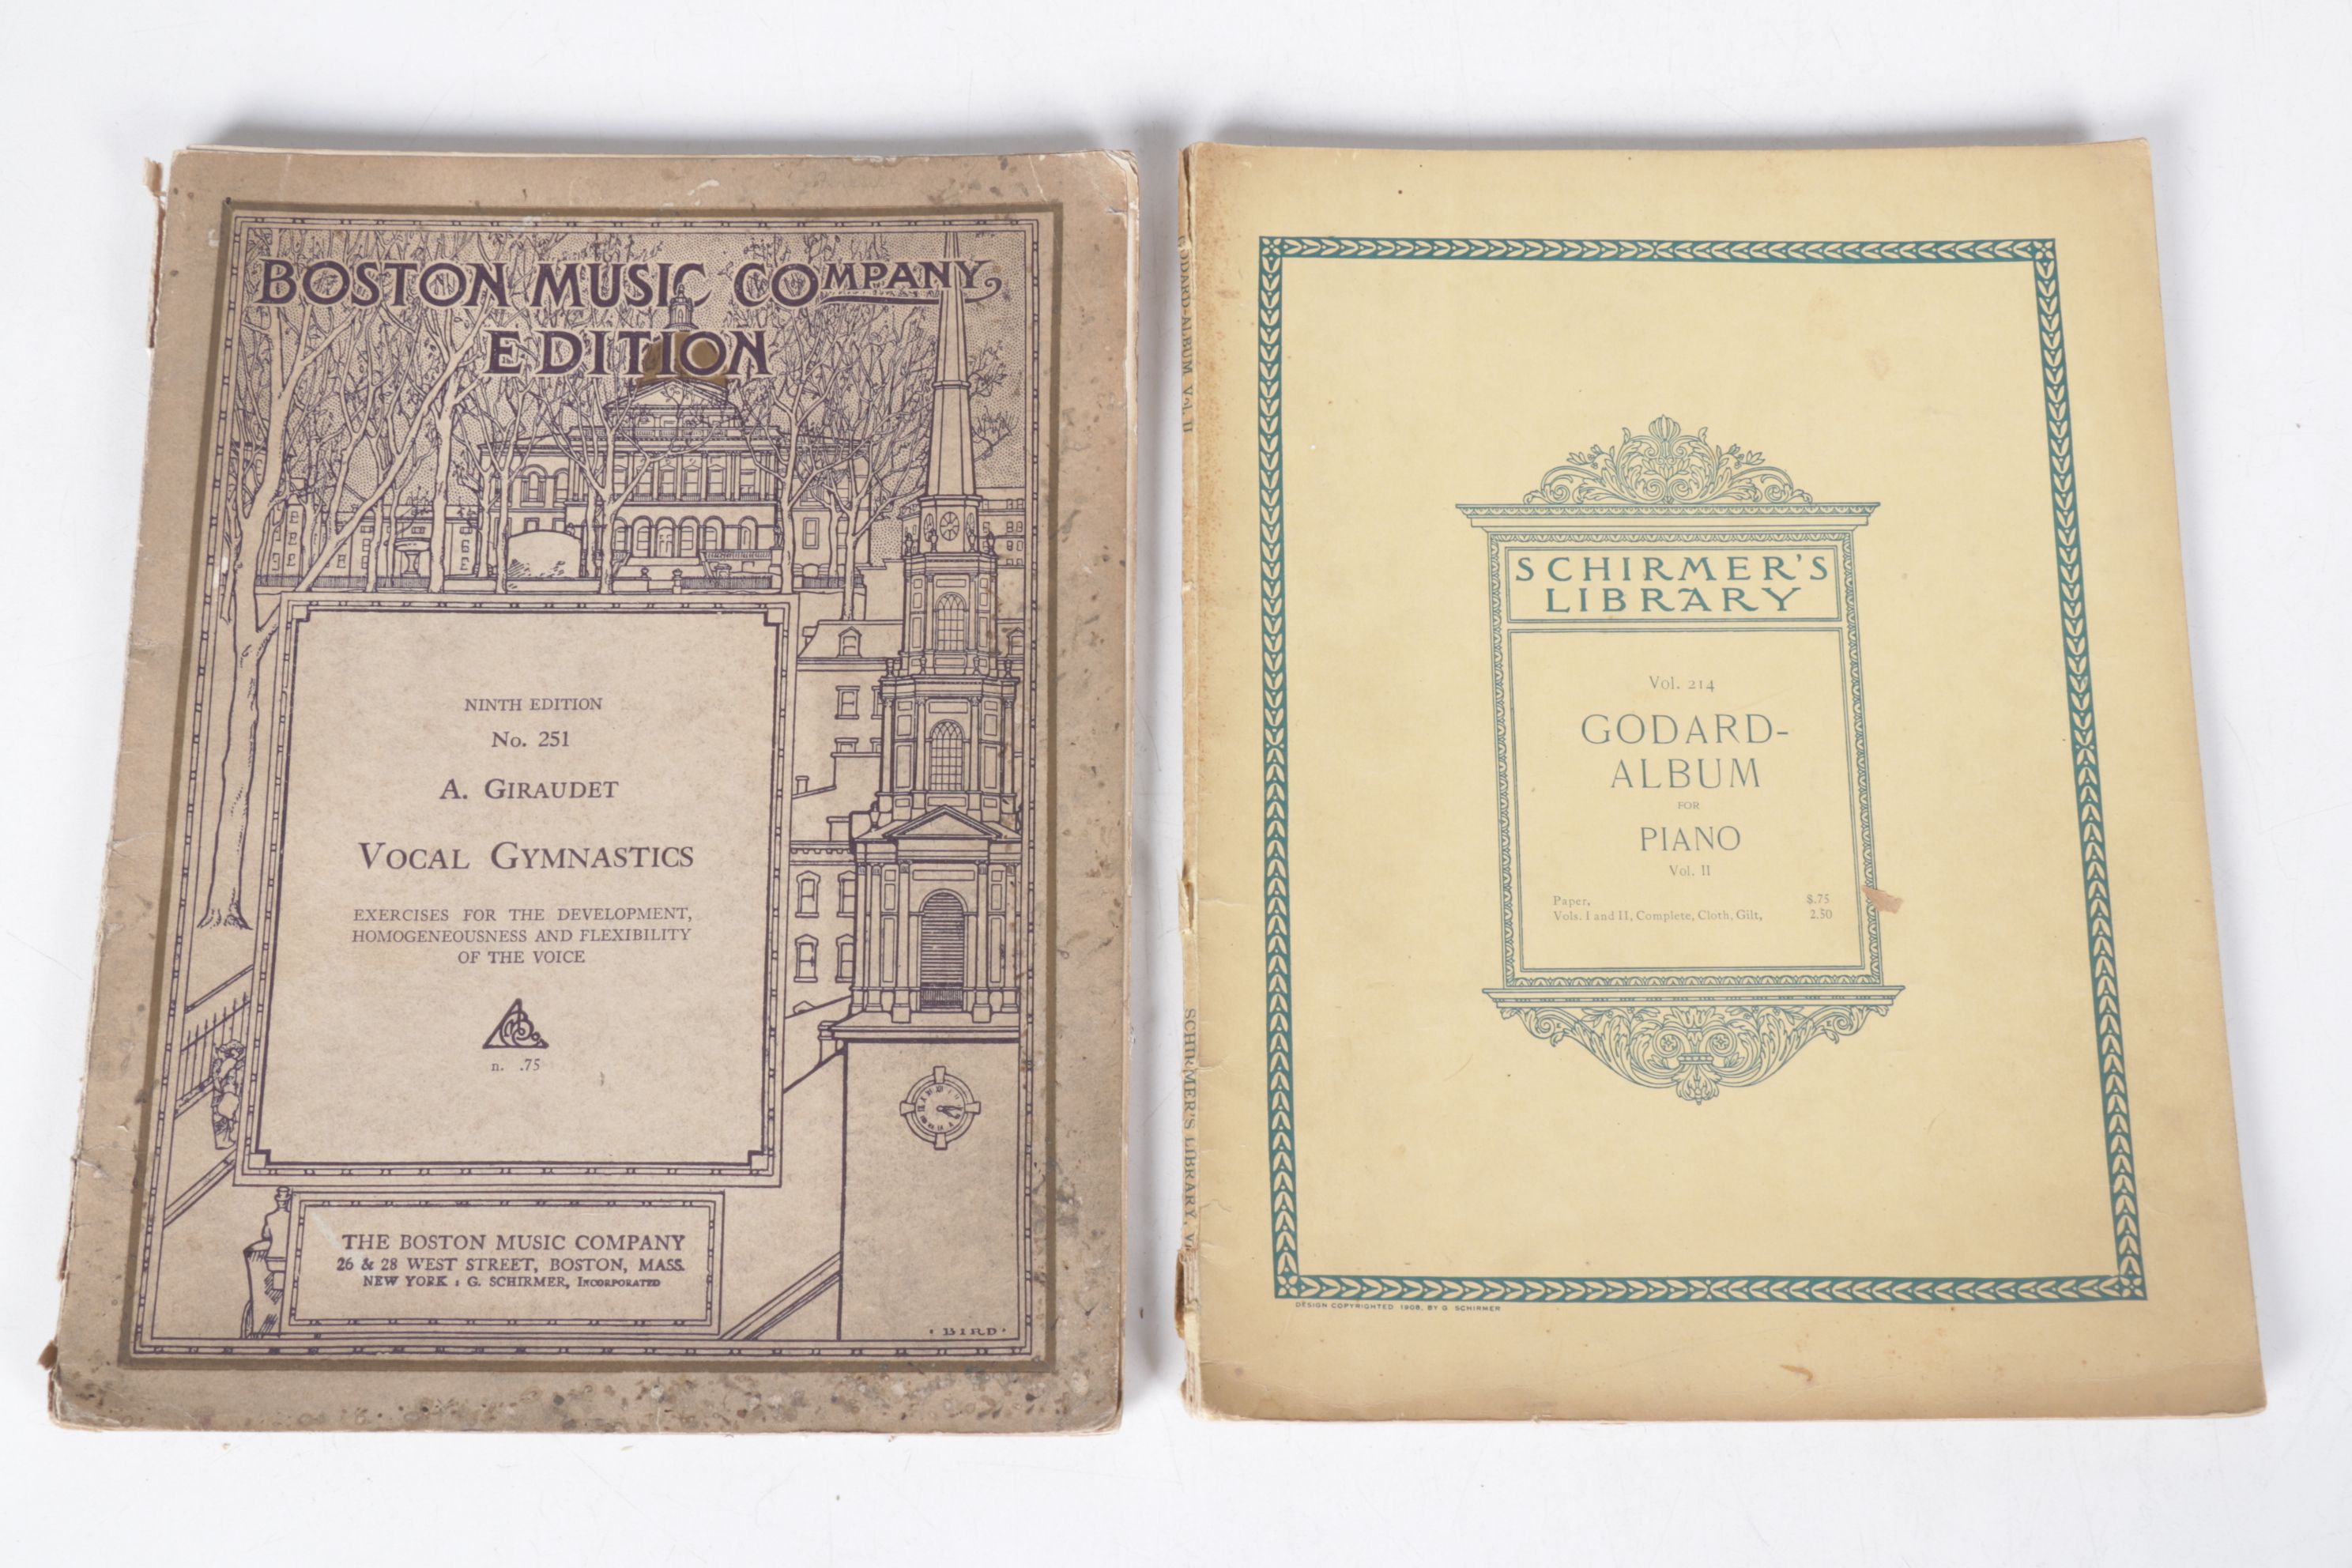 BOSTON MUSIC COMPANY
EDITION
NINTH EDITION
No. 251
A. GIRAUDET
VOCAL GYMNASTICS
EXERCISES FOR THE DEVELOPMENT,
HOMOGENEOUSNESS AND FLEXIBILITY
OF THE VOICE
n. .75
THE BOSTON MUSIC COMPANY
26 & 28 WEST STREET, BOSTON, MASS.
NEW YORK : G. SCHIRMER, INCORPORATED
BIRD
GODARD-ALBUM Vol. II
SCHIRMER'S LIBRARY,
SCHIRMER'S
LIBRARY
Vol. 214
GODARD-
ALBUM
FOR
PIANO
Vol. II
Paper, $.75
Vols. I and II, Complete, Cloth, Gilt, 2.50
DESIGN COPYRIGHTED 1908, BY G. SCHIRMER